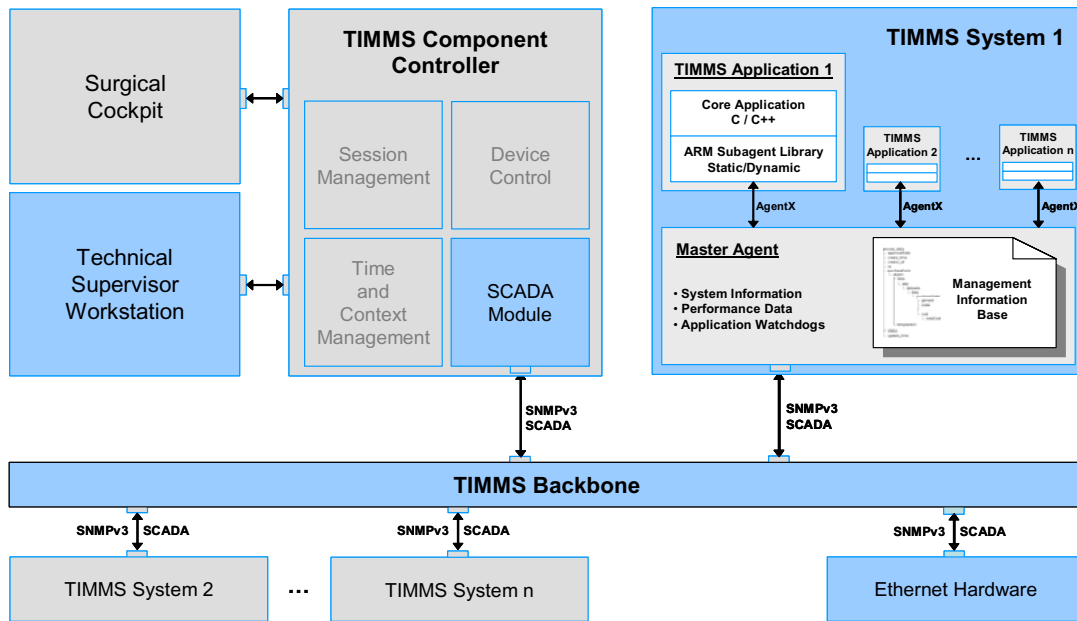 Surgical
Cockpit
Technical
Supervisor
Workstation
TIMMS Component
Controller
Session
Management
Device
Control
Time
and
Context
Management
SCADA
Module
TIMMS System 1
TIMMS Application 1
Core Application
C / C++
ARM Subagent Library
Static/Dynamic
TIMMS
Application 2
...
TIMMS
Application n
AgentX
AgentX
AgentX
Master Agent
• System Information
• Performance Data
• Application Watchdogs
Management
Information
Base
SNMPv3
SCADA
SNMPv3
SCADA
TIMMS Backbone
SNMPv3 SCADA
SNMPv3 SCADA
SNMPv3 SCADA
TIMMS System 2
...
TIMMS System n
Ethernet Hardware